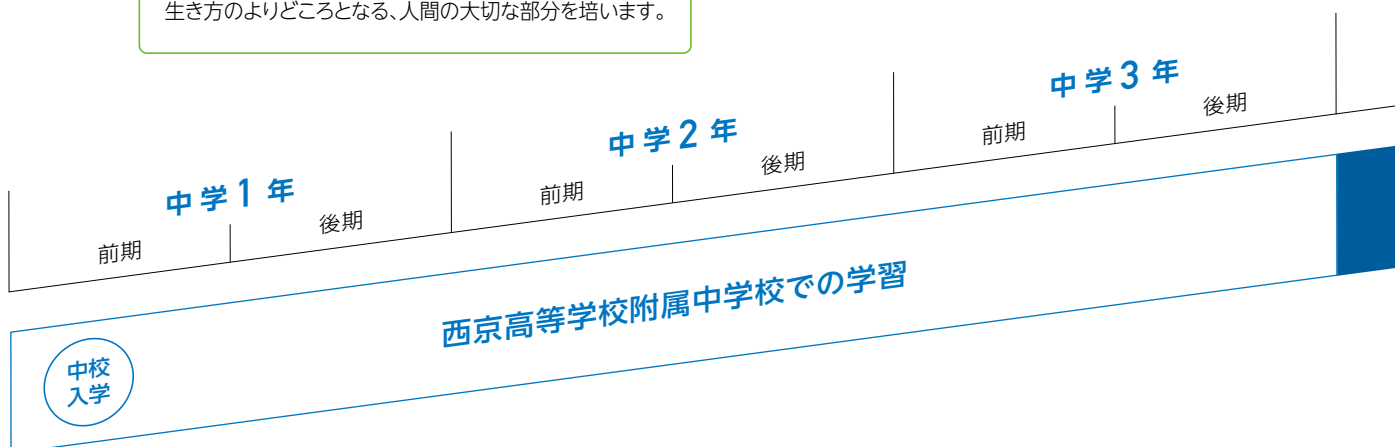 生き方のよりどころとなる、人間の大切な部分を培います。
中学1年
前期
後期
中学2年
前期
後期
中学3年
前期
後期
西京高等学校附属中学校での学習
中校
入学